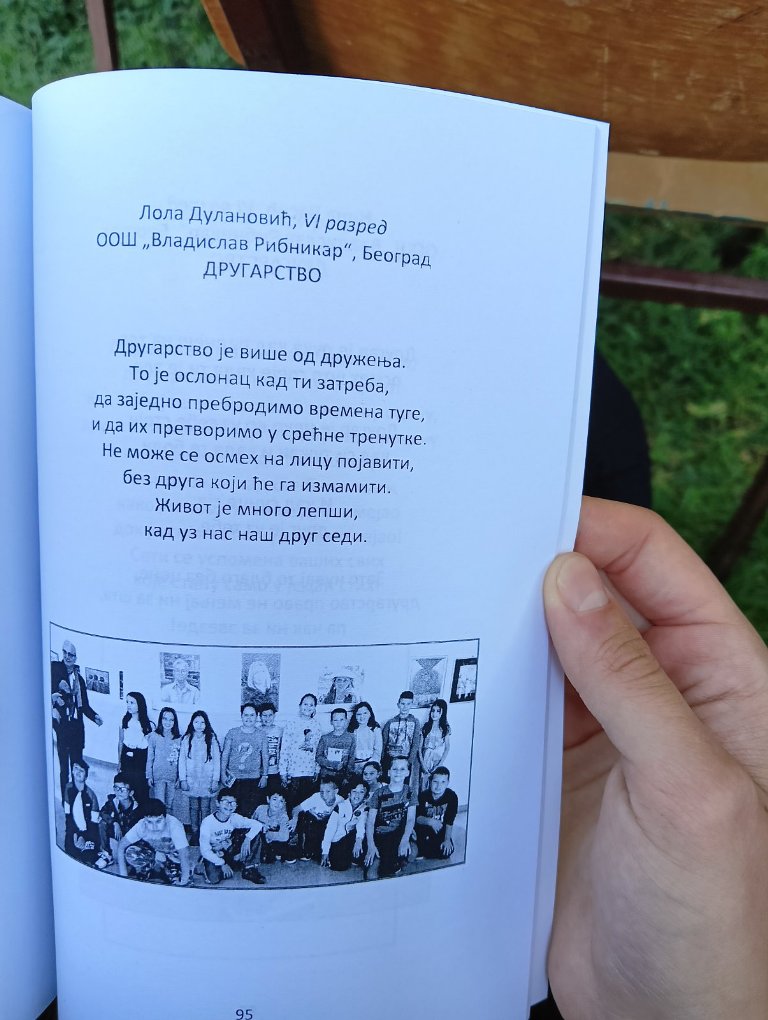 Лола Дулановић, VI разред
ООШ „Владислав Рибникар“, Београд
ДРУГАРСТВО
Другарство је више од дружења.
То је ослонац кад ти затреба,
да заједно пребродимо времена туге,
и да их претворимо у срећне тренутке.
Не може се осмех на лицу појавити,
без друга који ће га измамити.
Живот је много лепши,
кад уз нас наш друг седи.
95